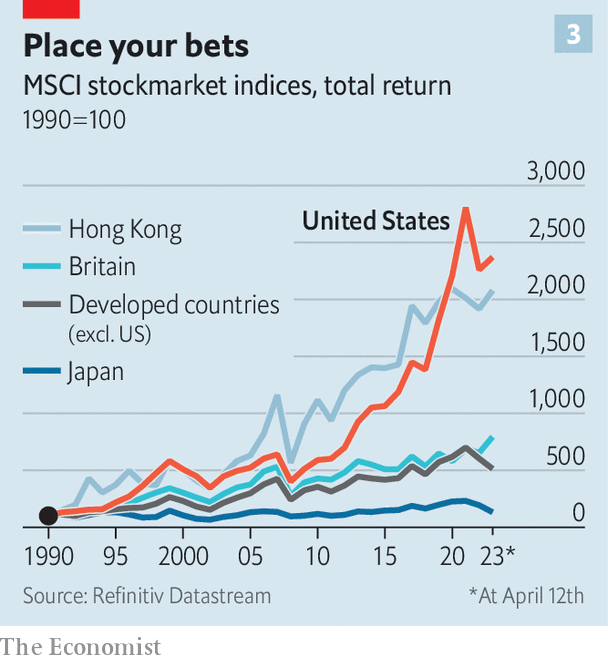 3
Place your bets
MSCI stockmarket indices, total return
1990=100
3,000
Hong Kong
United States
2,500
Britain
2,000
Developed countries
(excl. US)
1,500
Japan
1,000
500
0
1990 95 2000 05 10 15 20 23*
Source: Refinitiv Datastream
*At April 12th
The Economist